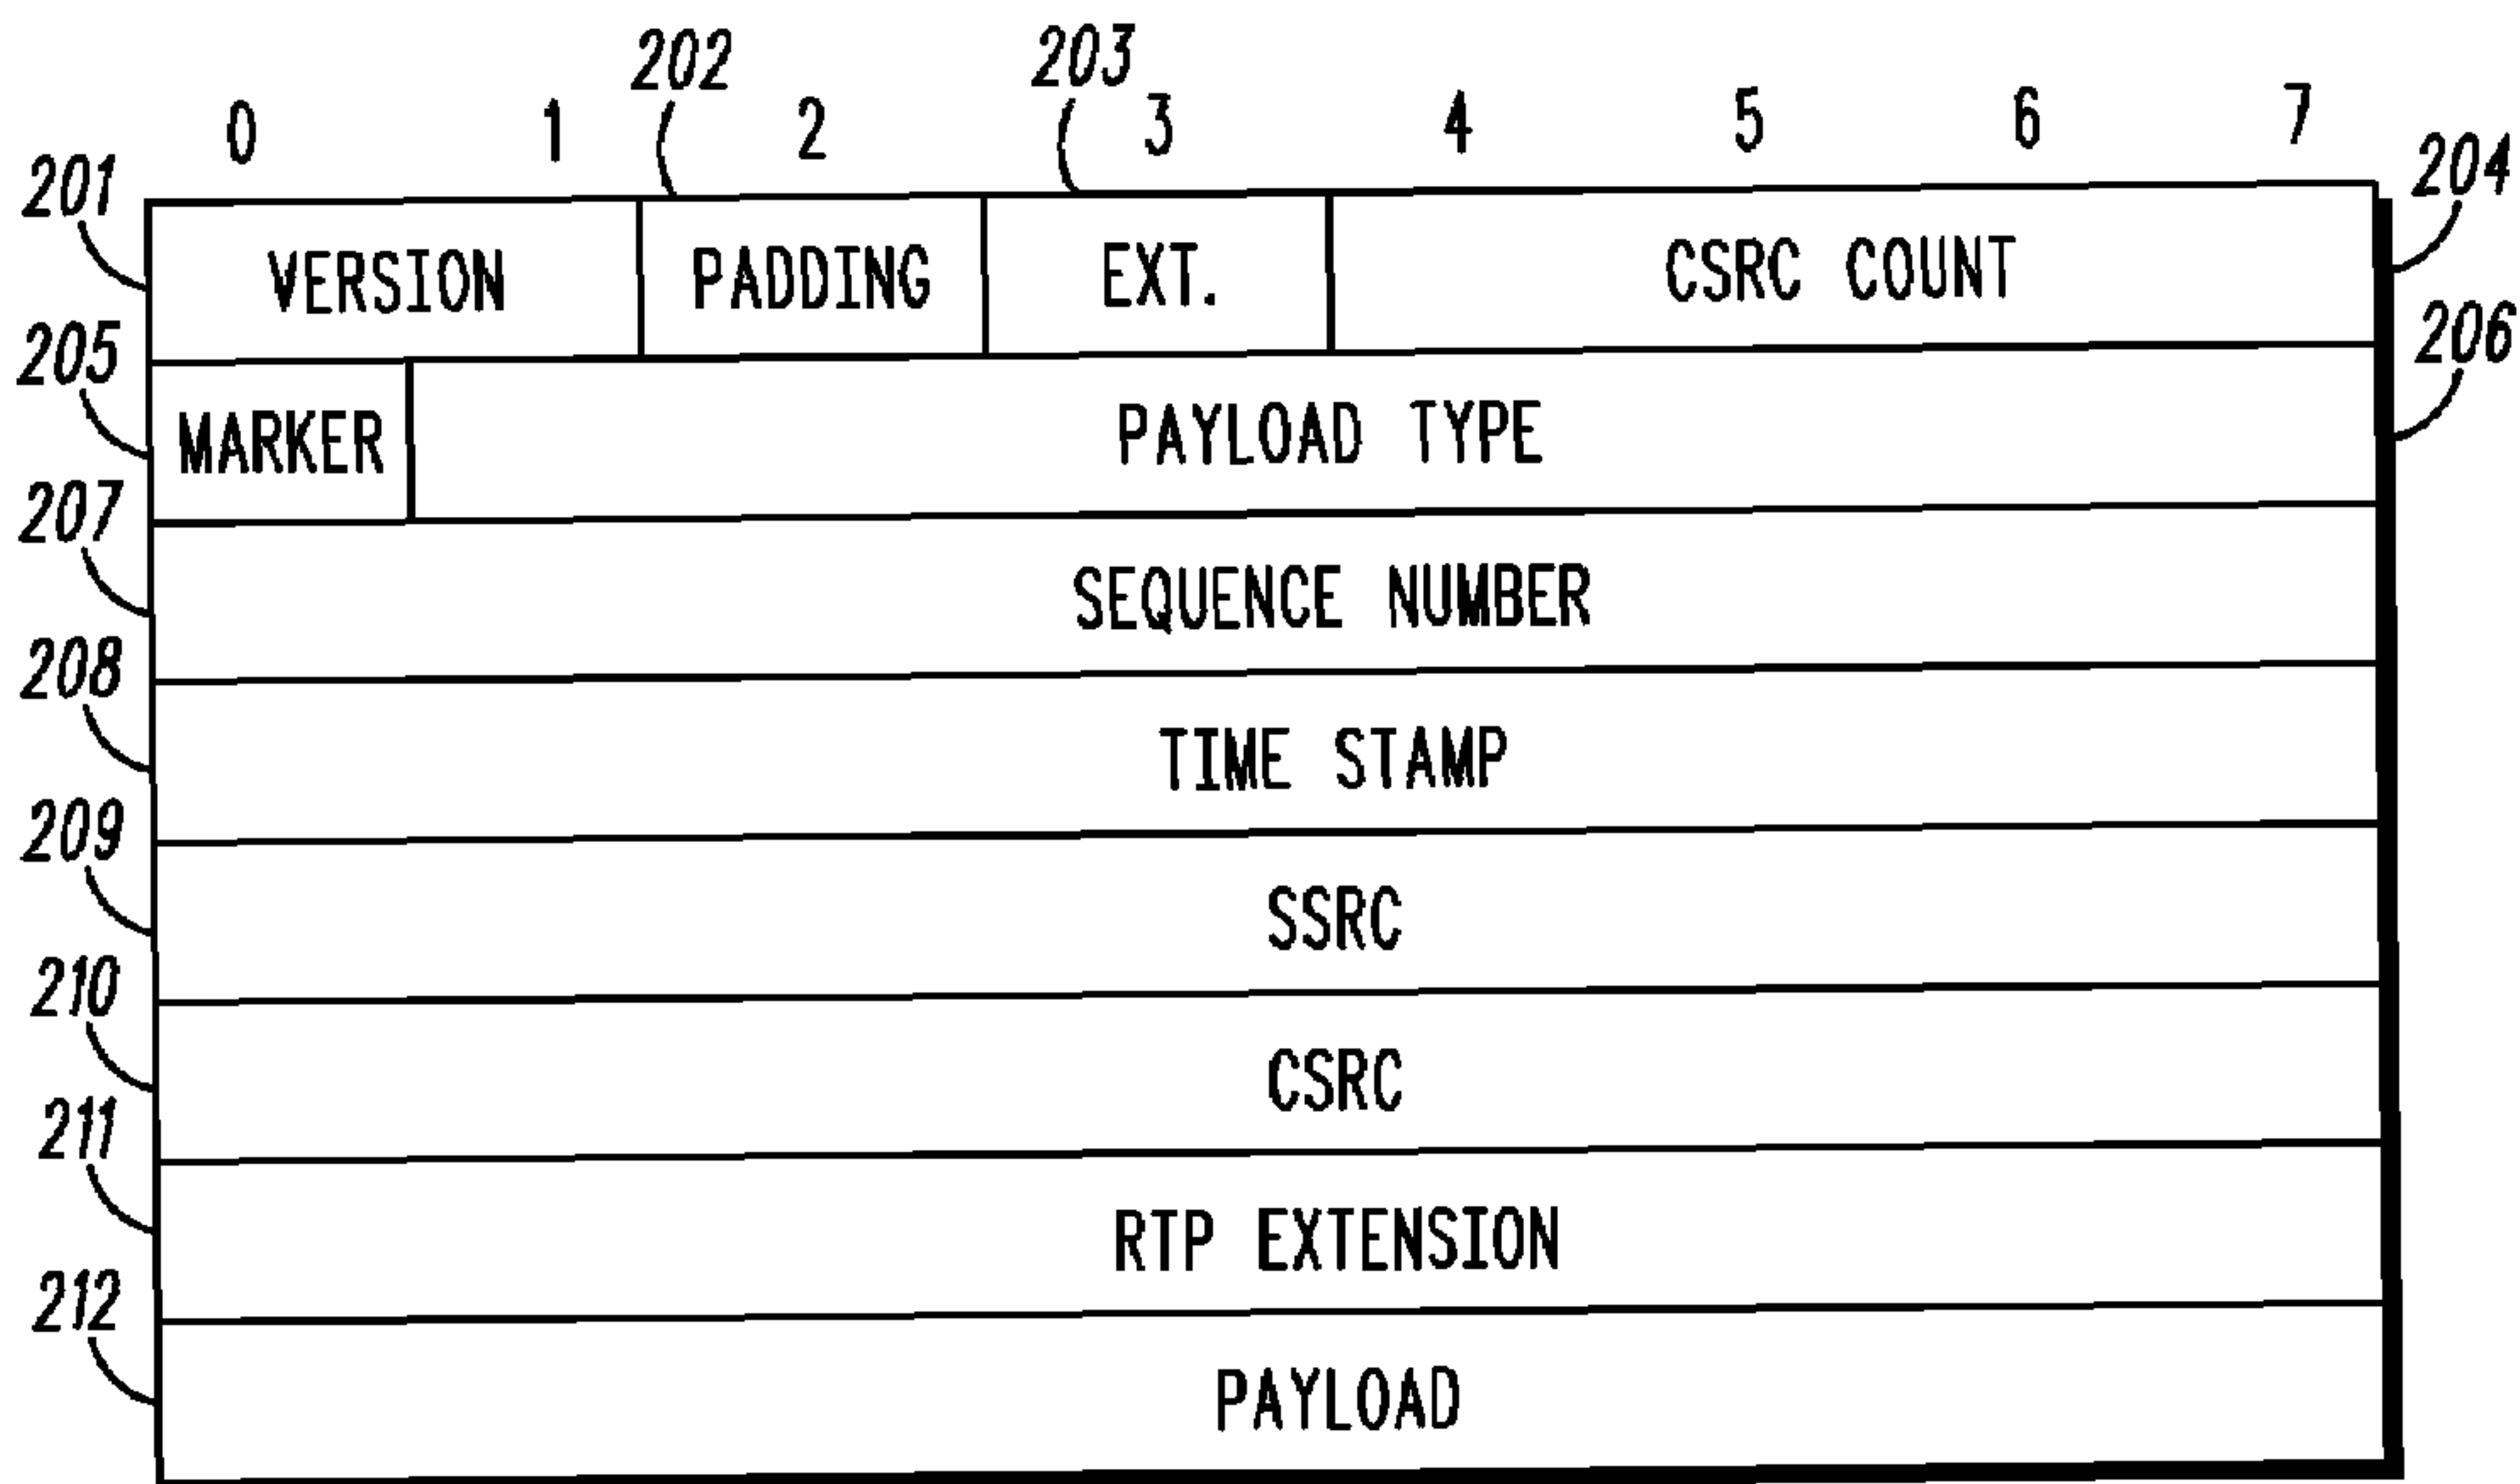 202 203
0 1 2 3 4 5 6 7
201 204
VERSION PADDING EXT. CSRC COUNT
205 206
MARKER PAYLOAD TYPE
207
SEQUENCE NUMBER
208
TIME STAMP
209
SSRC
210
CSRC
211
RTP EXTENSION
212
PAYLOAD